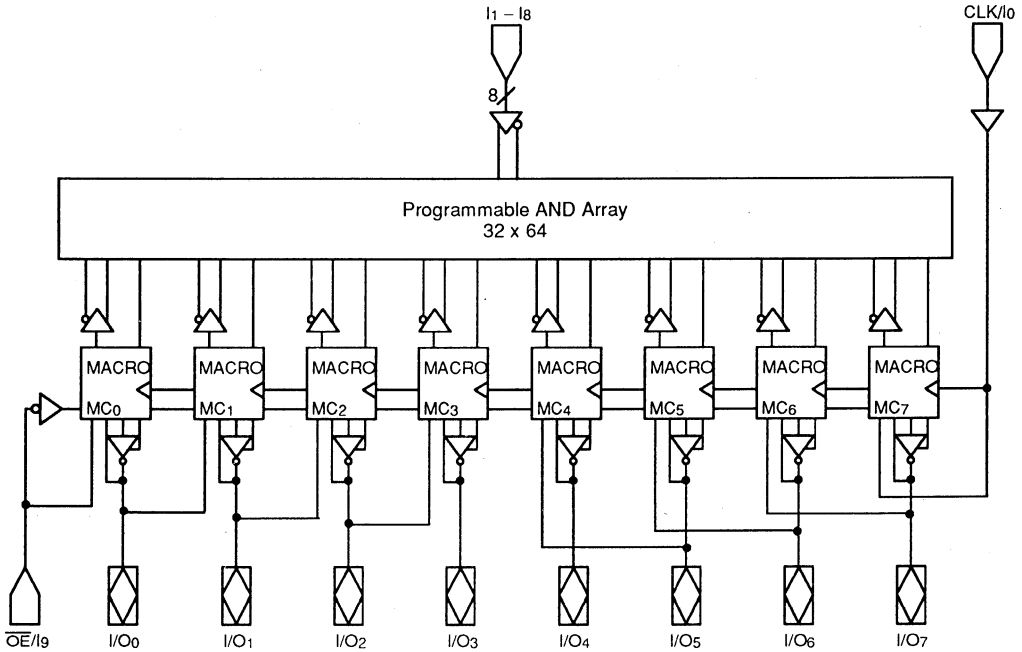 I₁ – I₈
CLK/I₀
8
Programmable AND Array
32 x 64
MACRO MACRO MACRO MACRO MACRO MACRO MACRO MACRO
MC₀ MC₁ MC₂ MC₃ MC₄ MC₅ MC₆ MC₇
O̅E̅/I₉ I/O₀ I/O₁ I/O₂ I/O₃ I/O₄ I/O₅ I/O₆ I/O₇